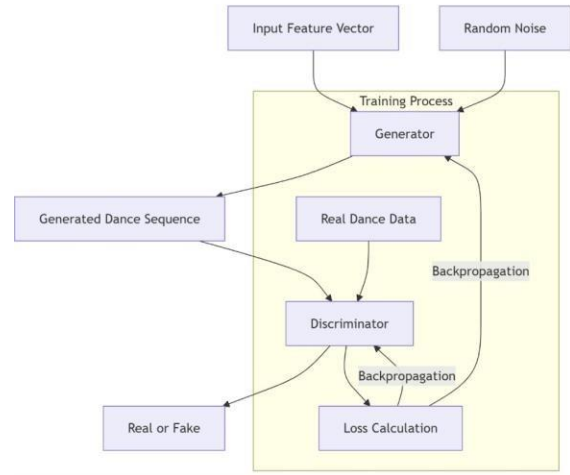 Input Feature Vector
Random Noise
Training Process
Generator
Generated Dance Sequence
Real Dance Data
Backpropagation
Discriminator
Backpropagation
Real or Fake
Loss Calculation